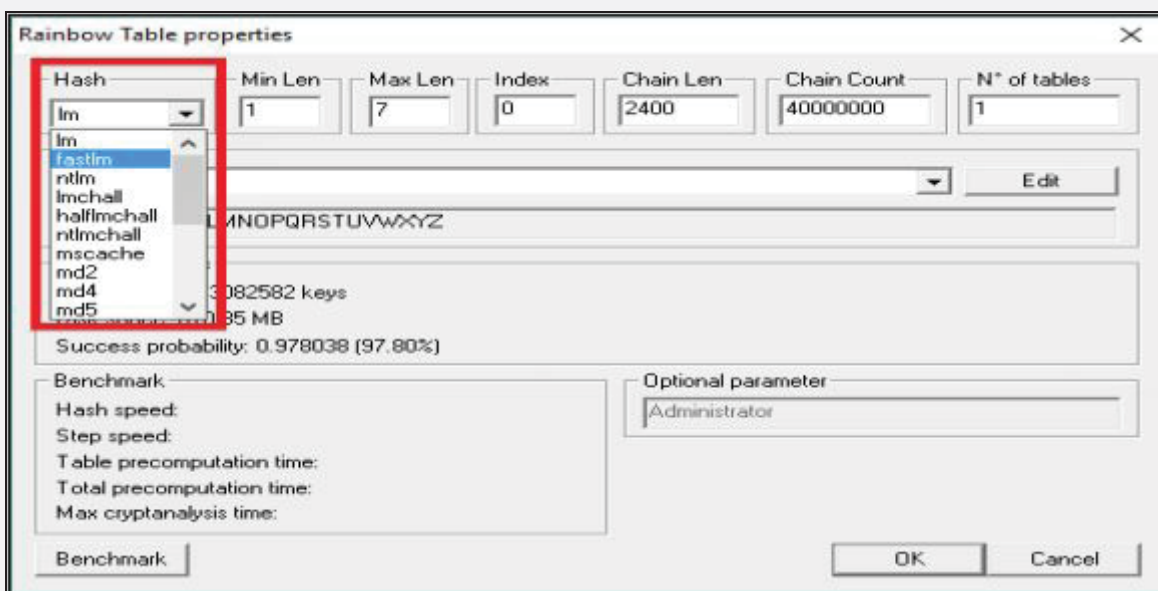 Rainbow Table properties
Hash Min Len Max Len Index Chain Len Chain Count N° of tables
lm 1 7 0 2400 40000000 1
lm
fastlm
ntlm
Edit
lmchall
halflmchall
ntlmchall
MNOPQRSTUVWXYZ
mscache
md2
md4
3082582 keys
md5
85 MB
Success probability: 0.978038 (97.80%)
Benchmark
Optional parameter
Hash speed:
Administrator
Step speed:
Table precomputation time:
Total precomputation time:
Max cryptanalysis time:
Benchmark OK Cancel